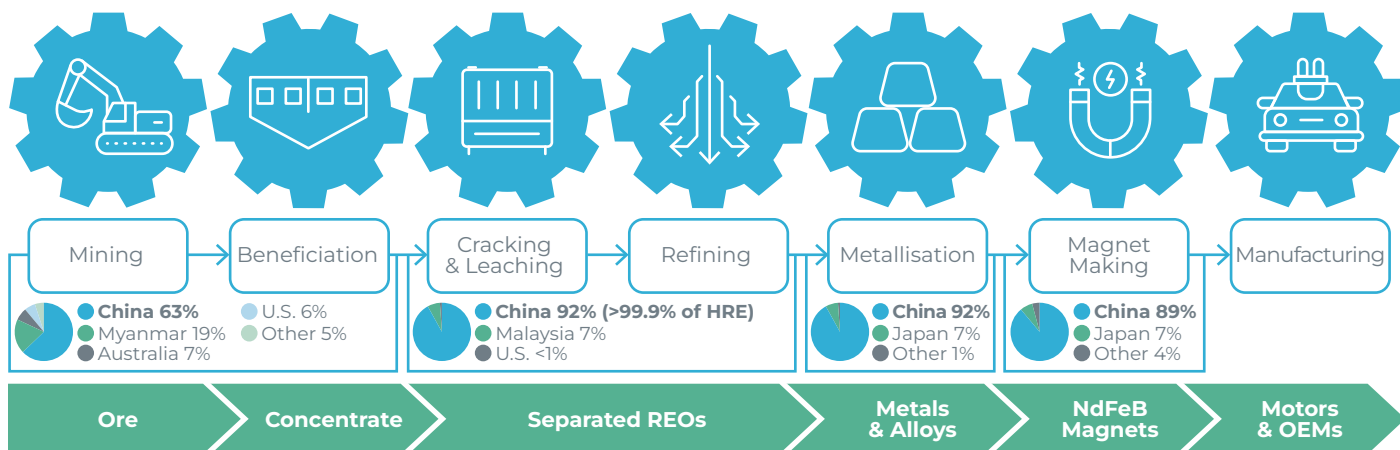 Mining
Beneficiation
Cracking
& Leaching
Refining
Metallisation
Magnet
Making
Manufacturing
China 63%
Myanmar 19%
Australia 7%
U.S. 6%
Other 5%
China 92% (>99.9% of HRE)
Malaysia 7%
U.S. <1%
China 92%
Japan 7%
Other 1%
China 89%
Japan 7%
Other 4%
Ore
Concentrate
Separated REOs
Metals
& Alloys
NdFeB
Magnets
Motors
& OEMs